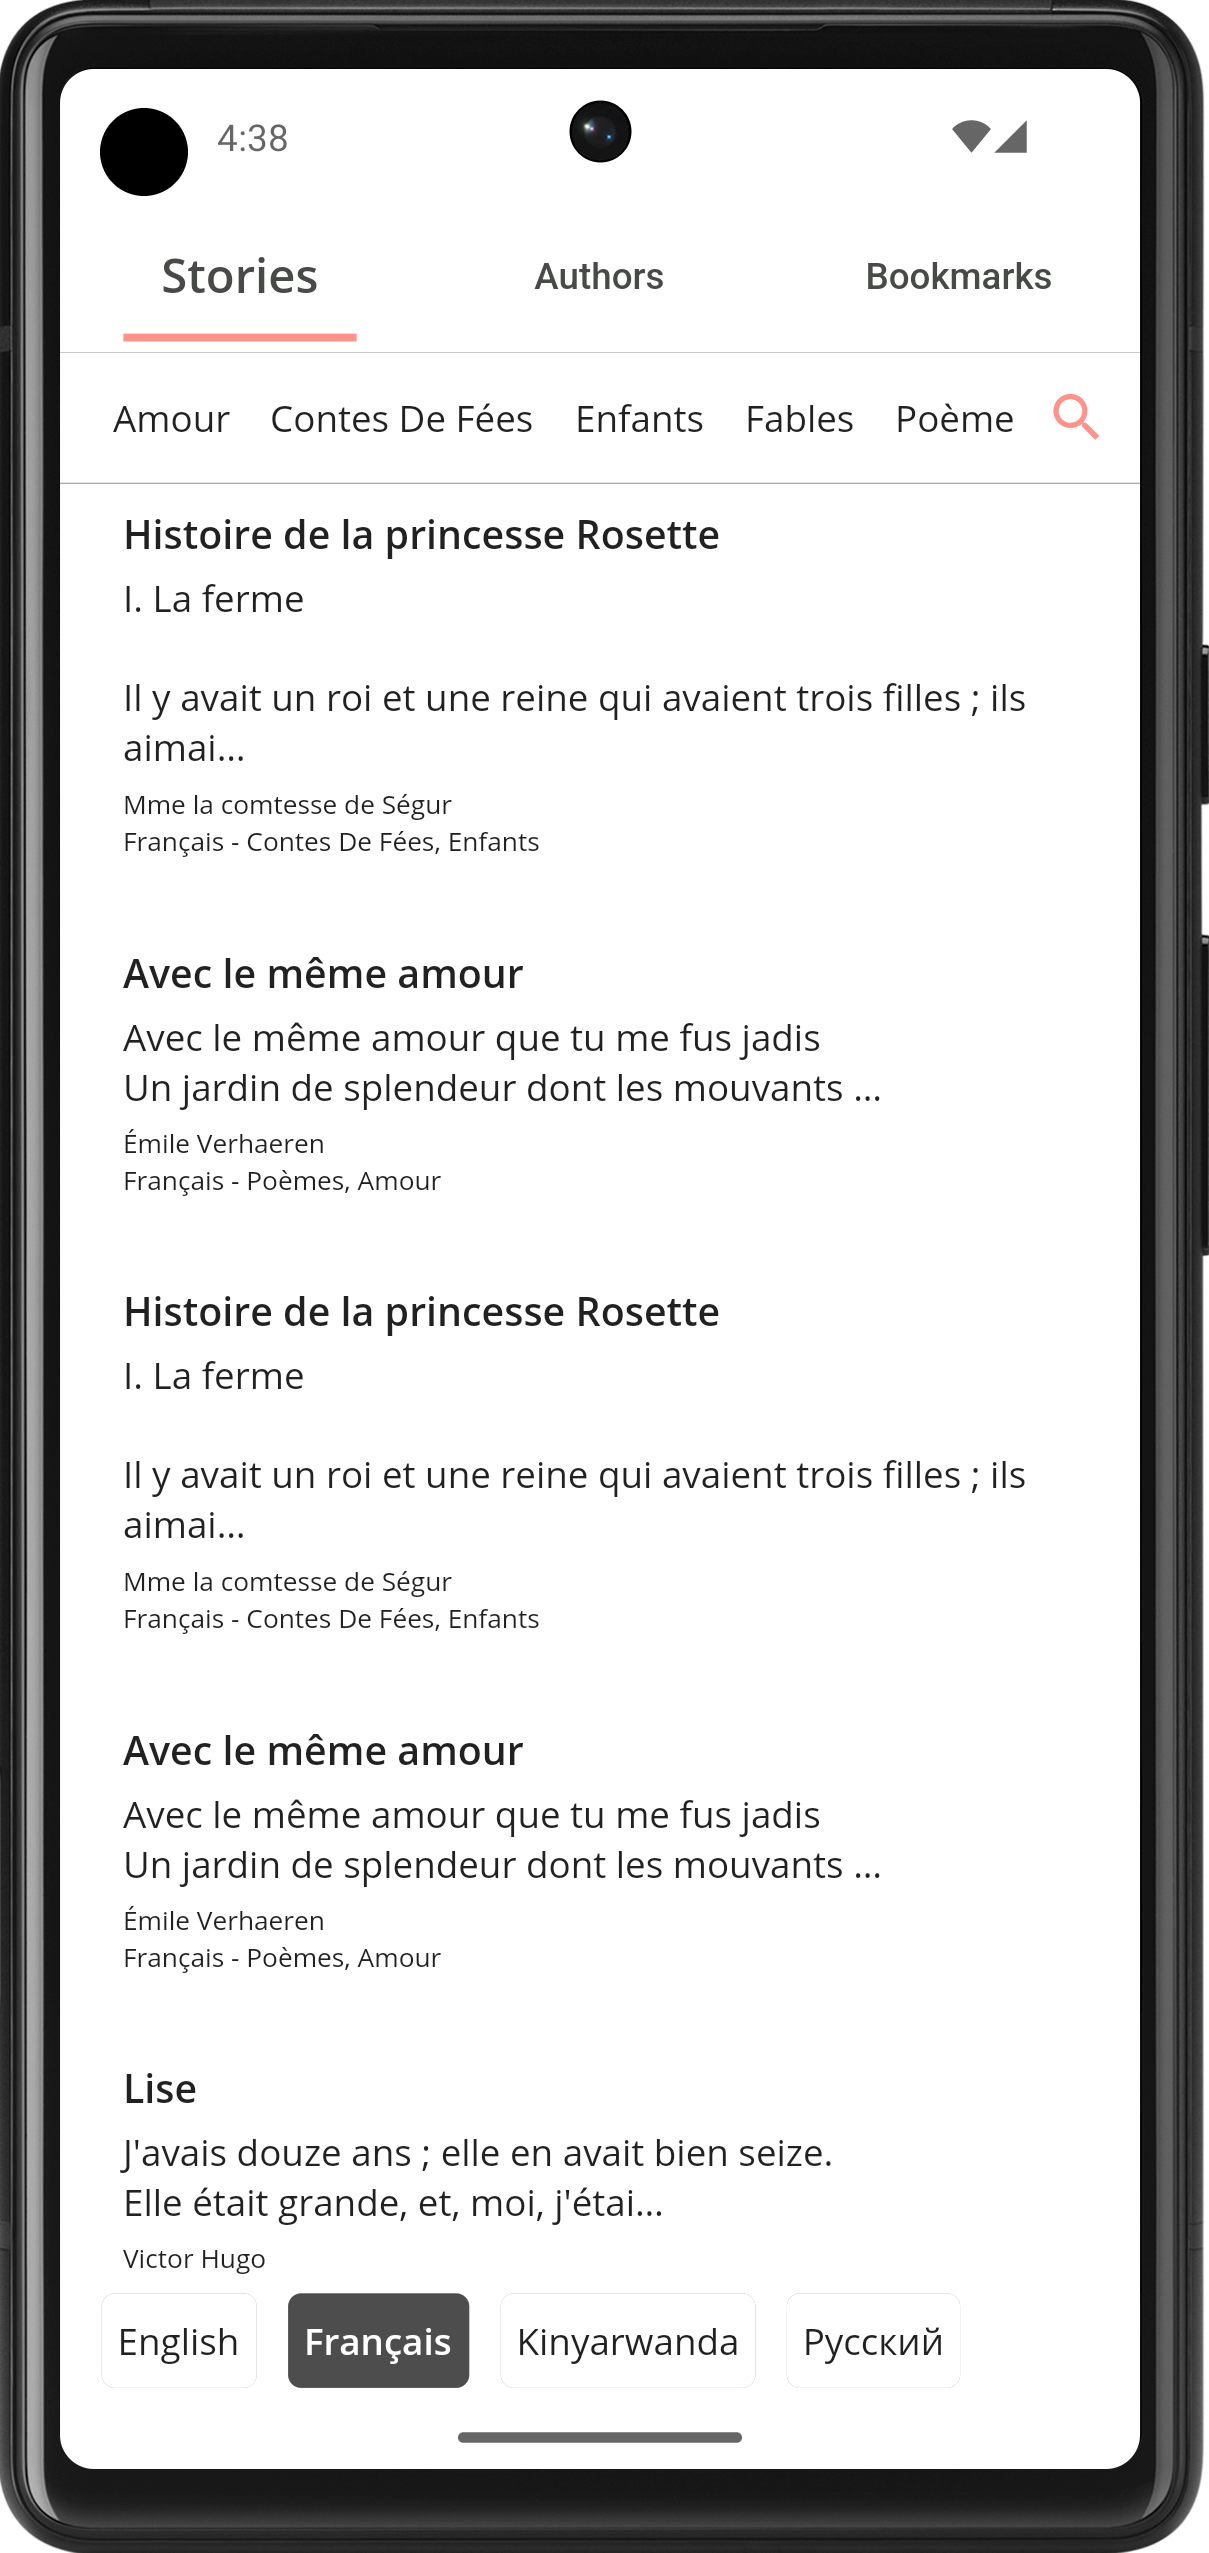 4:38
Stories Authors Bookmarks
Amour Contes De Fées Enfants Fables Poème
Histoire de la princesse Rosette
I. La ferme
Il y avait un roi et une reine qui avaient trois filles ; ils
aimai...
Mme la comtesse de Ségur
Français - Contes De Fées, Enfants
Avec le même amour
Avec le même amour que tu me fus jadis
Un jardin de splendeur dont les mouvants ...
Émile Verhaeren
Français - Poèmes, Amour
Histoire de la princesse Rosette
I. La ferme
Il y avait un roi et une reine qui avaient trois filles ; ils
aimai...
Mme la comtesse de Ségur
Français - Contes De Fées, Enfants
Avec le même amour
Avec le même amour que tu me fus jadis
Un jardin de splendeur dont les mouvants ...
Émile Verhaeren
Français - Poèmes, Amour
Lise
J'avais douze ans ; elle en avait bien seize.
Elle était grande, et, moi, j'étai...
Victor Hugo
English Français Kinyarwanda Русский